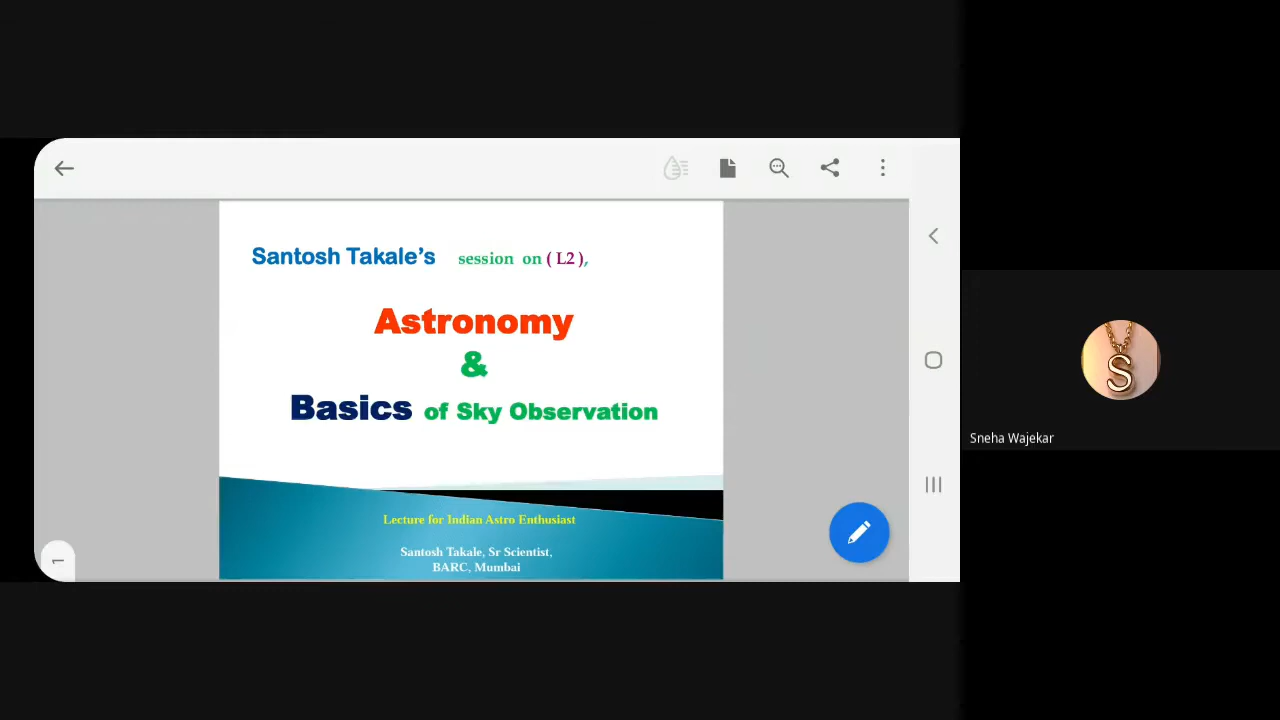 Santosh Takale's session on ( L2 ),
Astronomy
&
Basics of Sky Observation
Lecture for Indian Astro Enthusiast
Santosh Takale, Sr Scientist,
BARC, Mumbai
1
Sneha Wajekar
S